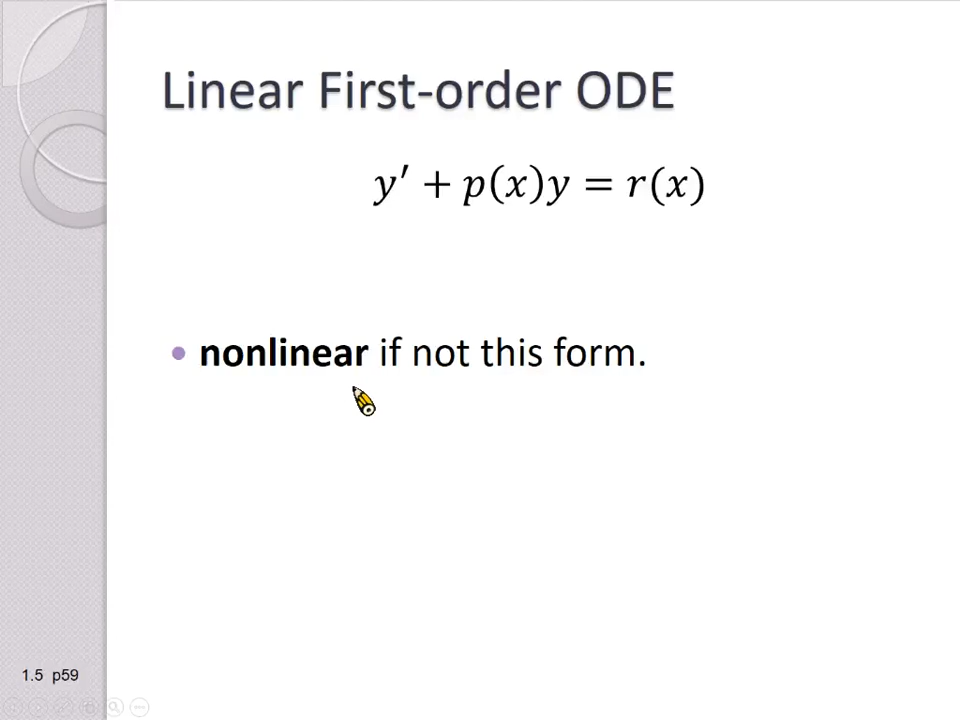 Linear First-order ODE
𝑦′ + 𝑝(𝑥)𝑦 = 𝑟(𝑥)
• nonlinear if not this form.
1.5 p59